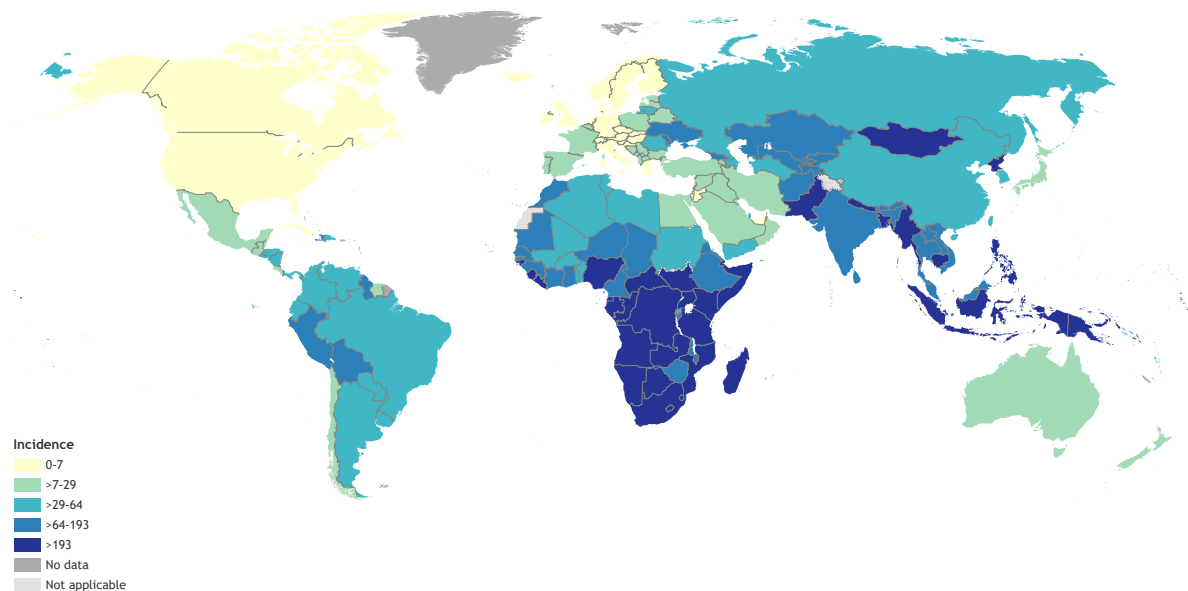 Incidence
0-7
>7-29
>29-64
>64-193
>193
No data
Not applicable